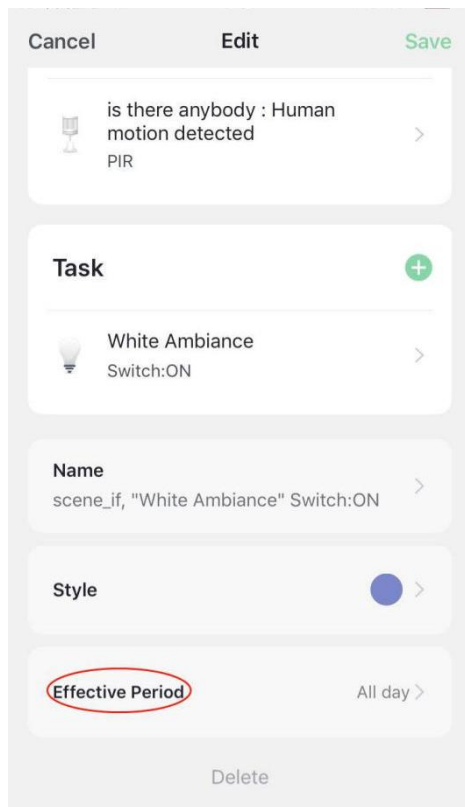 Cancel Edit Save
is there anybody : Human
motion detected
PIR
Task
White Ambiance
Switch:ON
Name
scene_if, "White Ambiance" Switch:ON
Style
Effective Period All day
Delete